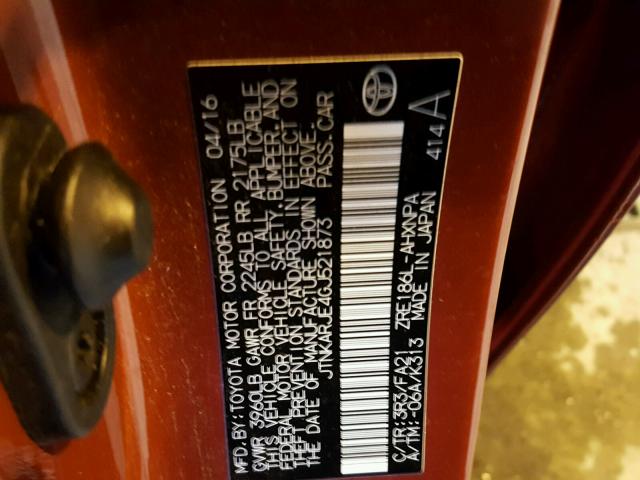 MFD.BY:TOYOTA MOTOR CORPORATION 04/16
GVWR 3960LB GAWR FR 2245LB RR 2175LB
THIS VEHICLE CONFORMS TO ALL APPLICABLE
FEDERAL MOTOR VEHICLE SAFETY, BUMPER, AND
THEFT PREVENTION STANDARDS IN EFFECT ON
THE DATE OF MANUFACTURE SHOWN ABOVE.
JTNKARJE4GJ521873 PASS. CAR
C/TR:3R3/FA21 ZRE186L-AHXNPA
A/TM:-06A/K313 MADE IN JAPAN
414A